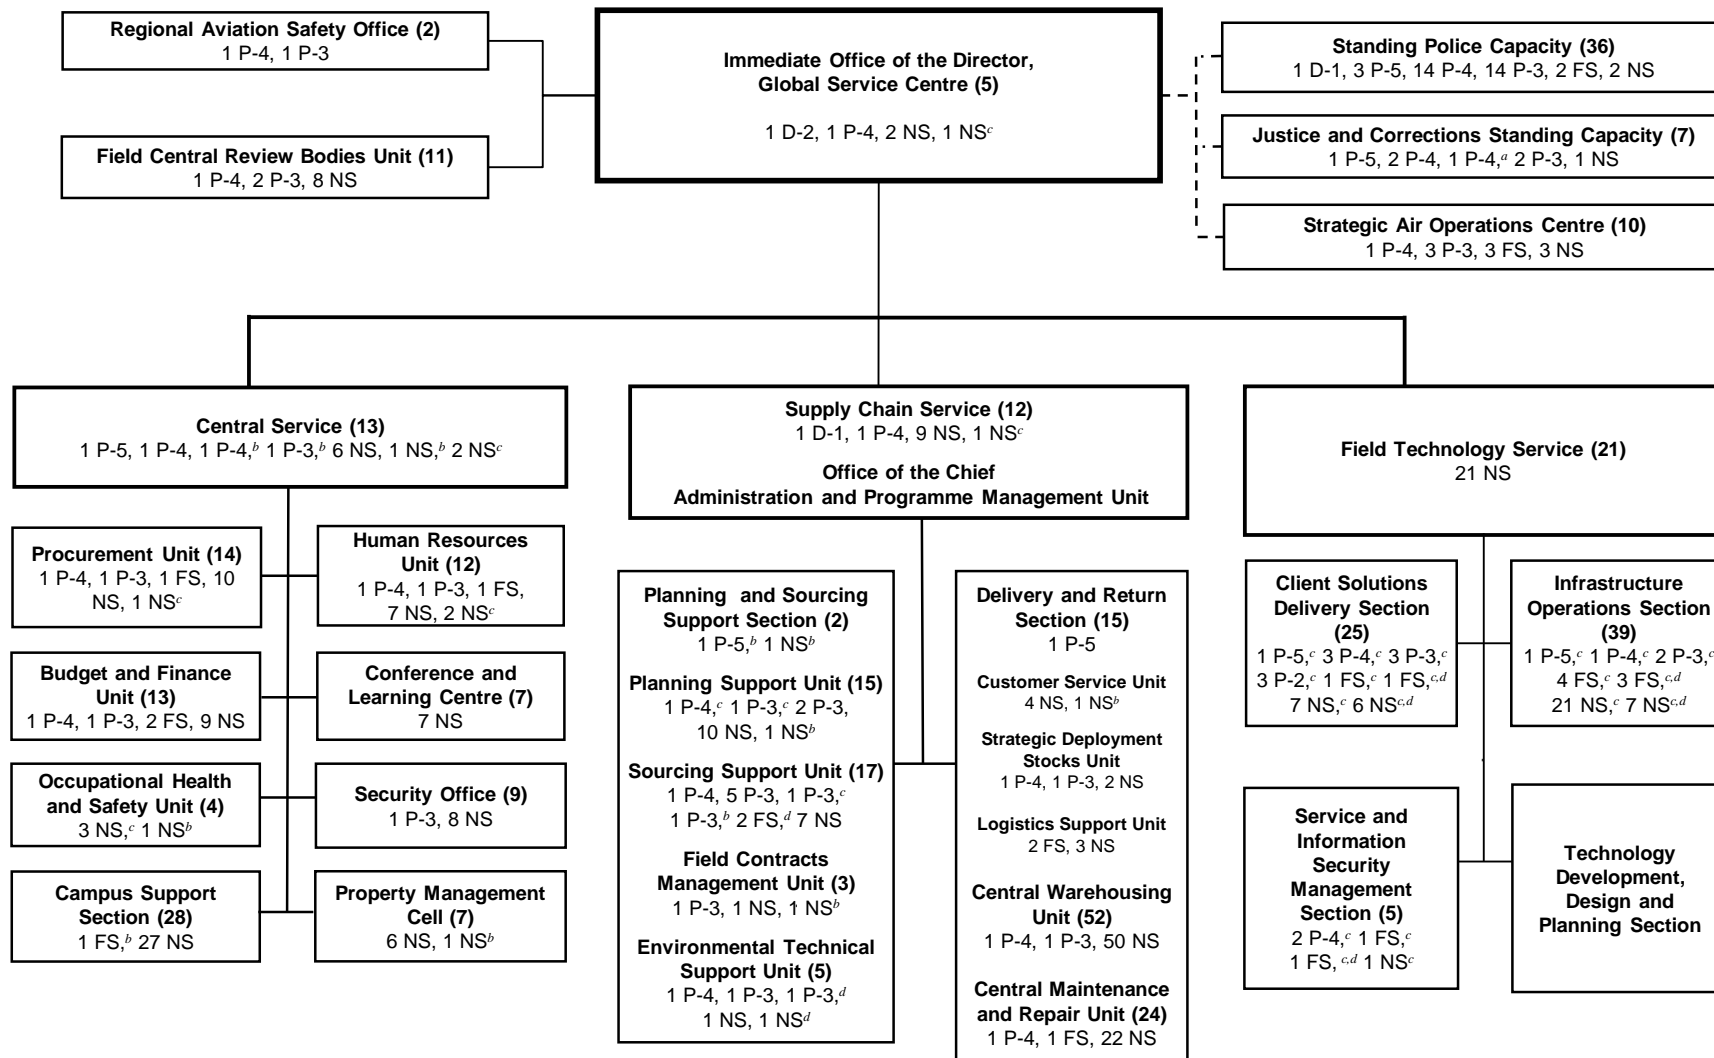 Regional Aviation Safety Office (2)
1 P-4, 1 P-3
Field Central Review Bodies Unit (11)
1 P-4, 2 P-3, 8 NS
Immediate Office of the Director,
Global Service Centre (5)
1 D-2, 1 P-4, 2 NS, 1 NSᶜ
Standing Police Capacity (36)
1 D-1, 3 P-5, 14 P-4, 14 P-3, 2 FS, 2 NS
Justice and Corrections Standing Capacity (7)
1 P-5, 2 P-4, 1 P-4,ᵃ 2 P-3, 1 NS
Strategic Air Operations Centre (10)
1 P-4, 3 P-3, 3 FS, 3 NS
Central Service (13)
1 P-5, 1 P-4, 1 P-4,ᵇ 1 P-3,ᵇ 6 NS, 1 NS,ᵇ 2 NSᶜ
Procurement Unit (14)
1 P-4, 1 P-3, 1 FS, 10
NS, 1 NSᶜ
Human Resources
Unit (12)
1 P-4, 1 P-3, 1 FS,
7 NS, 2 NSᶜ
Budget and Finance
Unit (13)
1 P-4, 1 P-3, 2 FS, 9 NS
Conference and
Learning Centre (7)
7 NS
Occupational Health
and Safety Unit (4)
3 NS,ᶜ 1 NSᵇ
Security Office (9)
1 P-3, 8 NS
Campus Support
Section (28)
1 FS,ᵇ 27 NS
Property Management
Cell (7)
6 NS, 1 NSᵇ
Supply Chain Service (12)
1 D-1, 1 P-4, 9 NS, 1 NSᶜ
Office of the Chief
Administration and Programme Management Unit
Planning and Sourcing
Support Section (2)
1 P-5,ᵇ 1 NSᵇ
Planning Support Unit (15)
1 P-4,ᶜ 1 P-3,ᶜ 2 P-3,
10 NS, 1 NSᵇ
Sourcing Support Unit (17)
1 P-4, 5 P-3, 1 P-3,ᶜ
1 P-3,ᵇ 2 FS,ᵈ 7 NS
Field Contracts
Management Unit (3)
1 P-3, 1 NS, 1 NSᵇ
Environmental Technical
Support Unit (5)
1 P-4, 1 P-3, 1 P-3,ᵈ
1 NS, 1 NSᵈ
Delivery and Return
Section (15)
1 P-5
Customer Service Unit
4 NS, 1 NSᵇ
Strategic Deployment
Stocks Unit
1 P-4, 1 P-3, 2 NS
Logistics Support Unit
2 FS, 3 NS
Central Warehousing
Unit (52)
1 P-4, 1 P-3, 50 NS
Central Maintenance
and Repair Unit (24)
1 P-4, 1 FS, 22 NS
Field Technology Service (21)
21 NS
Client Solutions
Delivery Section
(25)
1 P-5,ᶜ 3 P-4,ᶜ 3 P-3,ᶜ
3 P-2,ᶜ 1 FS,ᶜ 1 FS,ᶜ,ᵈ
7 NS,ᶜ 6 NSᶜ,ᵈ
Infrastructure
Operations Section
(39)
1 P-5,ᶜ 1 P-4,ᶜ 2 P-3,ᶜ
4 FS,ᶜ 3 FS,ᶜ,ᵈ
21 NS,ᶜ 7 NSᶜ,ᵈ
Service and
Information
Security
Management
Section (5)
2 P-4,ᶜ 1 FS,ᶜ
1 FS, ᶜ,ᵈ 1 NSᶜ
Technology
Development,
Design and
Planning Section